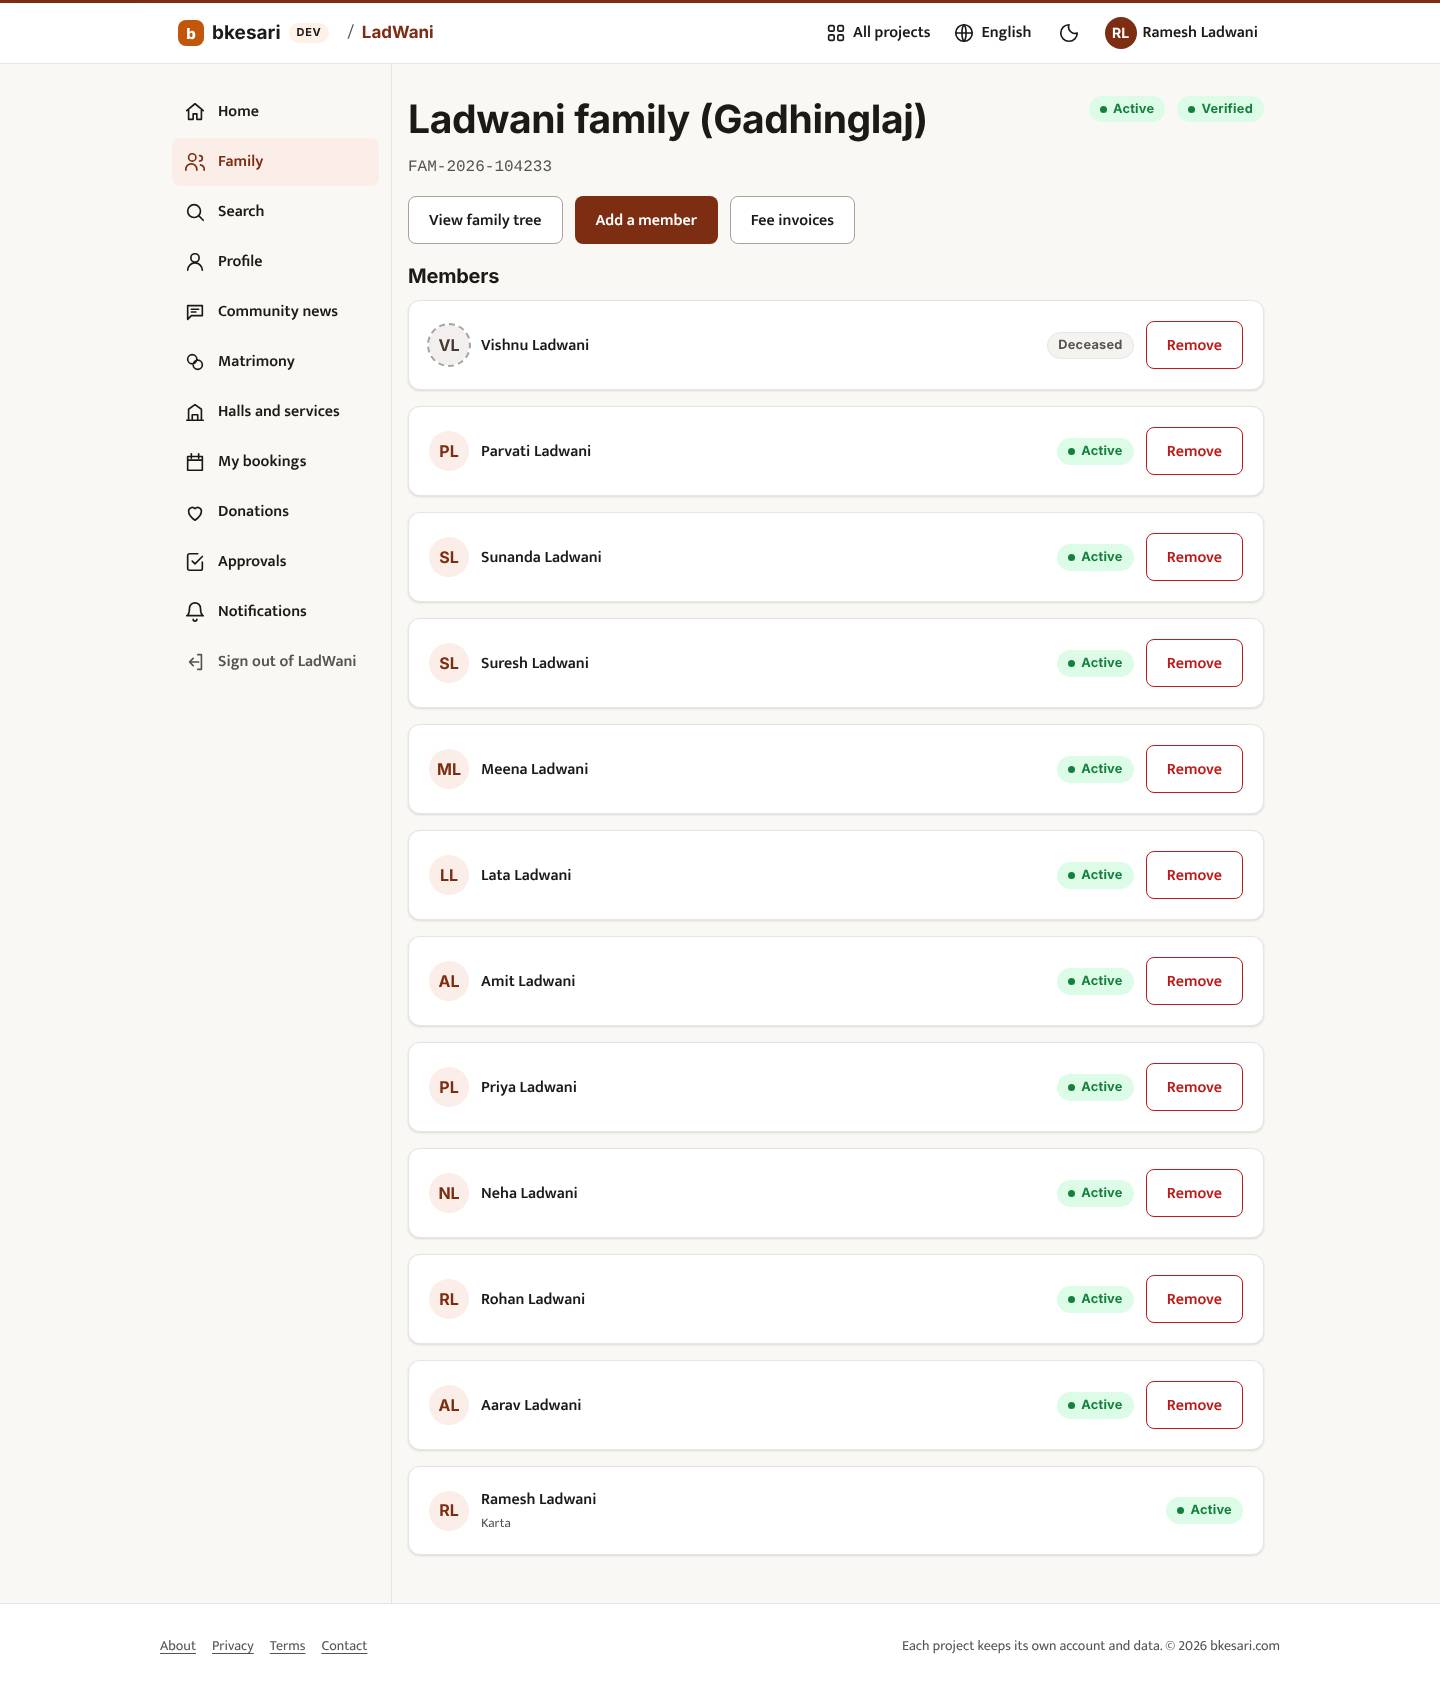 b bkesari DEV / LadWani
All projects English RL Ramesh Ladwani
Home
Family
Search
Profile
Community news
Matrimony
Halls and services
My bookings
Donations
Approvals
Notifications
Sign out of LadWani
Ladwani family (Gadhinglaj)
Active Verified
FAM-2026-104233
View family tree Add a member Fee invoices
Members
VL Vishnu Ladwani Deceased Remove
PL Parvati Ladwani Active Remove
SL Sunanda Ladwani Active Remove
SL Suresh Ladwani Active Remove
ML Meena Ladwani Active Remove
LL Lata Ladwani Active Remove
AL Amit Ladwani Active Remove
PL Priya Ladwani Active Remove
NL Neha Ladwani Active Remove
RL Rohan Ladwani Active Remove
AL Aarav Ladwani Active Remove
RL Ramesh Ladwani Active
Karta
About Privacy Terms Contact
Each project keeps its own account and data. © 2026 bkesari.com